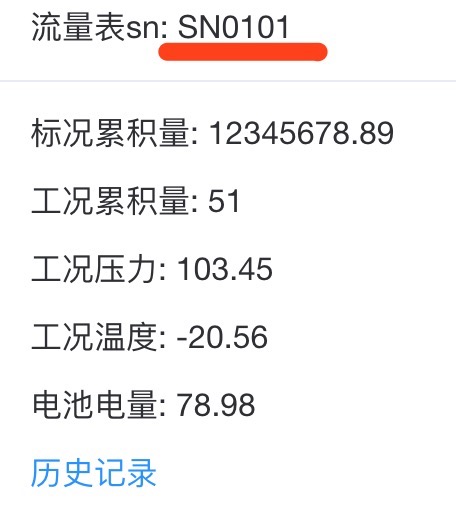 流量表sn: SN0101
标况累积量: 12345678.89
工况累积量: 51
工况压力: 103.45
工况温度: -20.56
电池电量: 78.98
历史记录